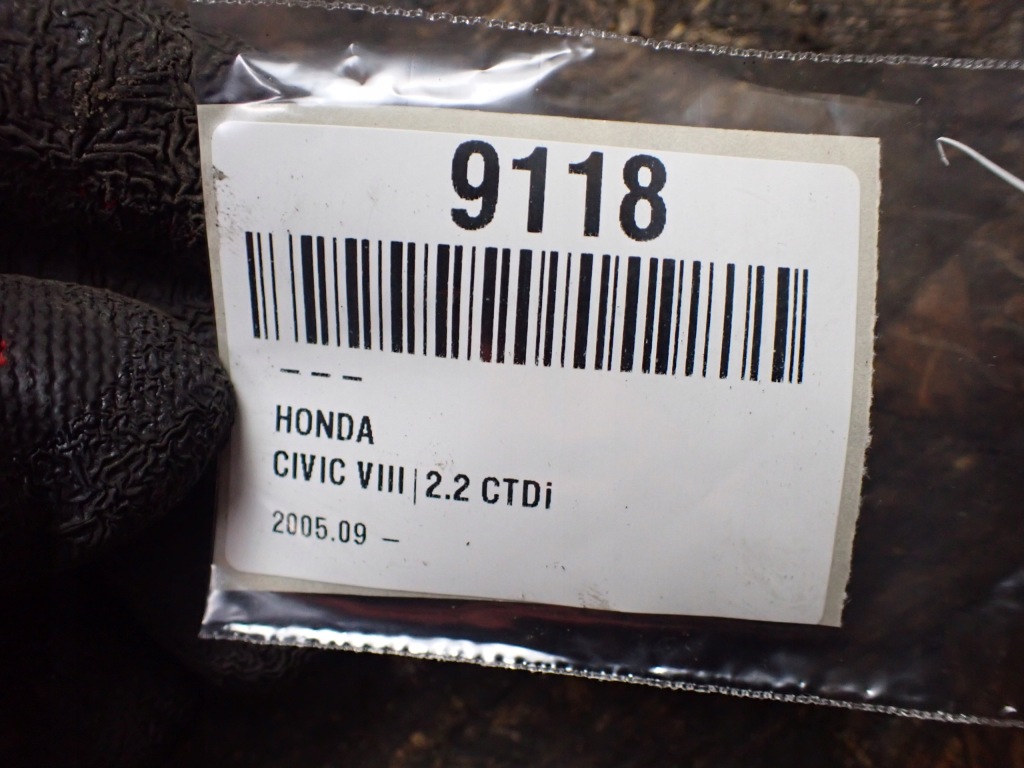 9118
---
HONDA
CIVIC VIII | 2.2 CTDi
2005.09 –